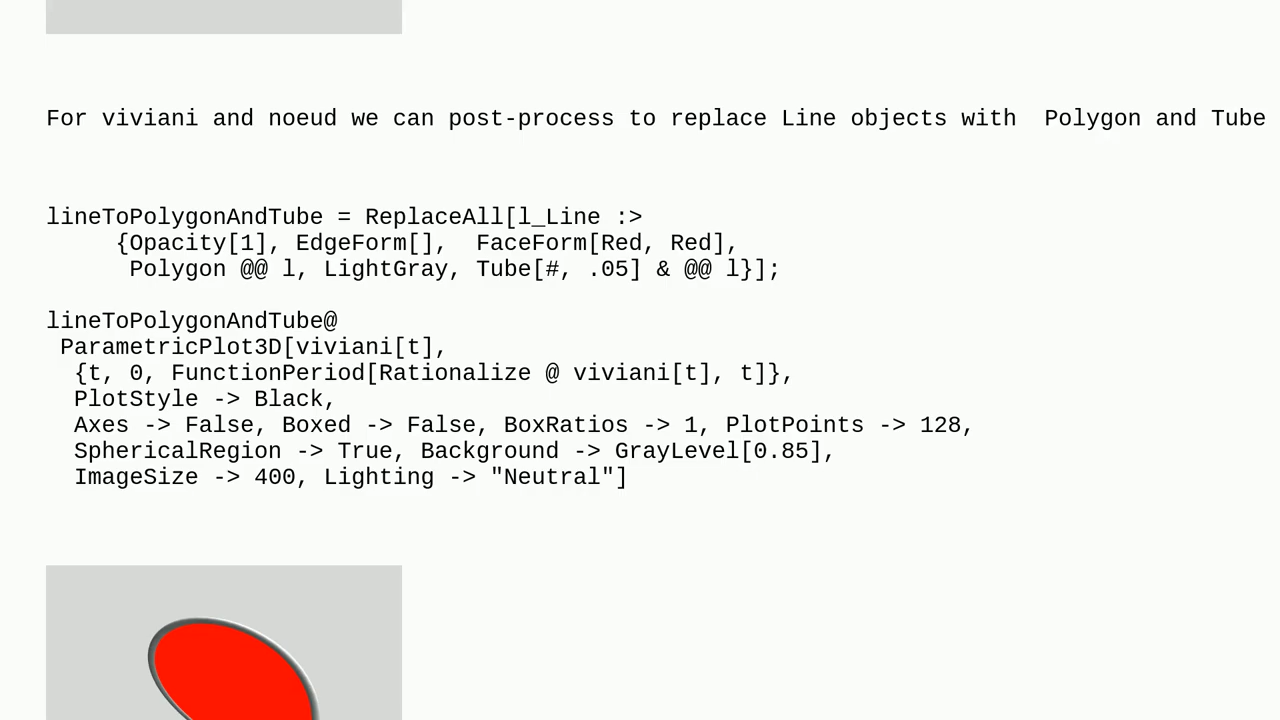 For viviani and noeud we can post-process to replace Line objects with  Polygon and Tube
lineToPolygonAndTube = ReplaceAll[l_Line :>
     {Opacity[1], EdgeForm[],  FaceForm[Red, Red],
      Polygon @@ l, LightGray, Tube[#, .05] & @@ l}];
lineToPolygonAndTube@
 ParametricPlot3D[viviani[t],
  {t, 0, FunctionPeriod[Rationalize @ viviani[t], t]},
  PlotStyle -> Black,
  Axes -> False, Boxed -> False, BoxRatios -> 1, PlotPoints -> 128,
  SphericalRegion -> True, Background -> GrayLevel[0.85],
  ImageSize -> 400, Lighting -> "Neutral"]